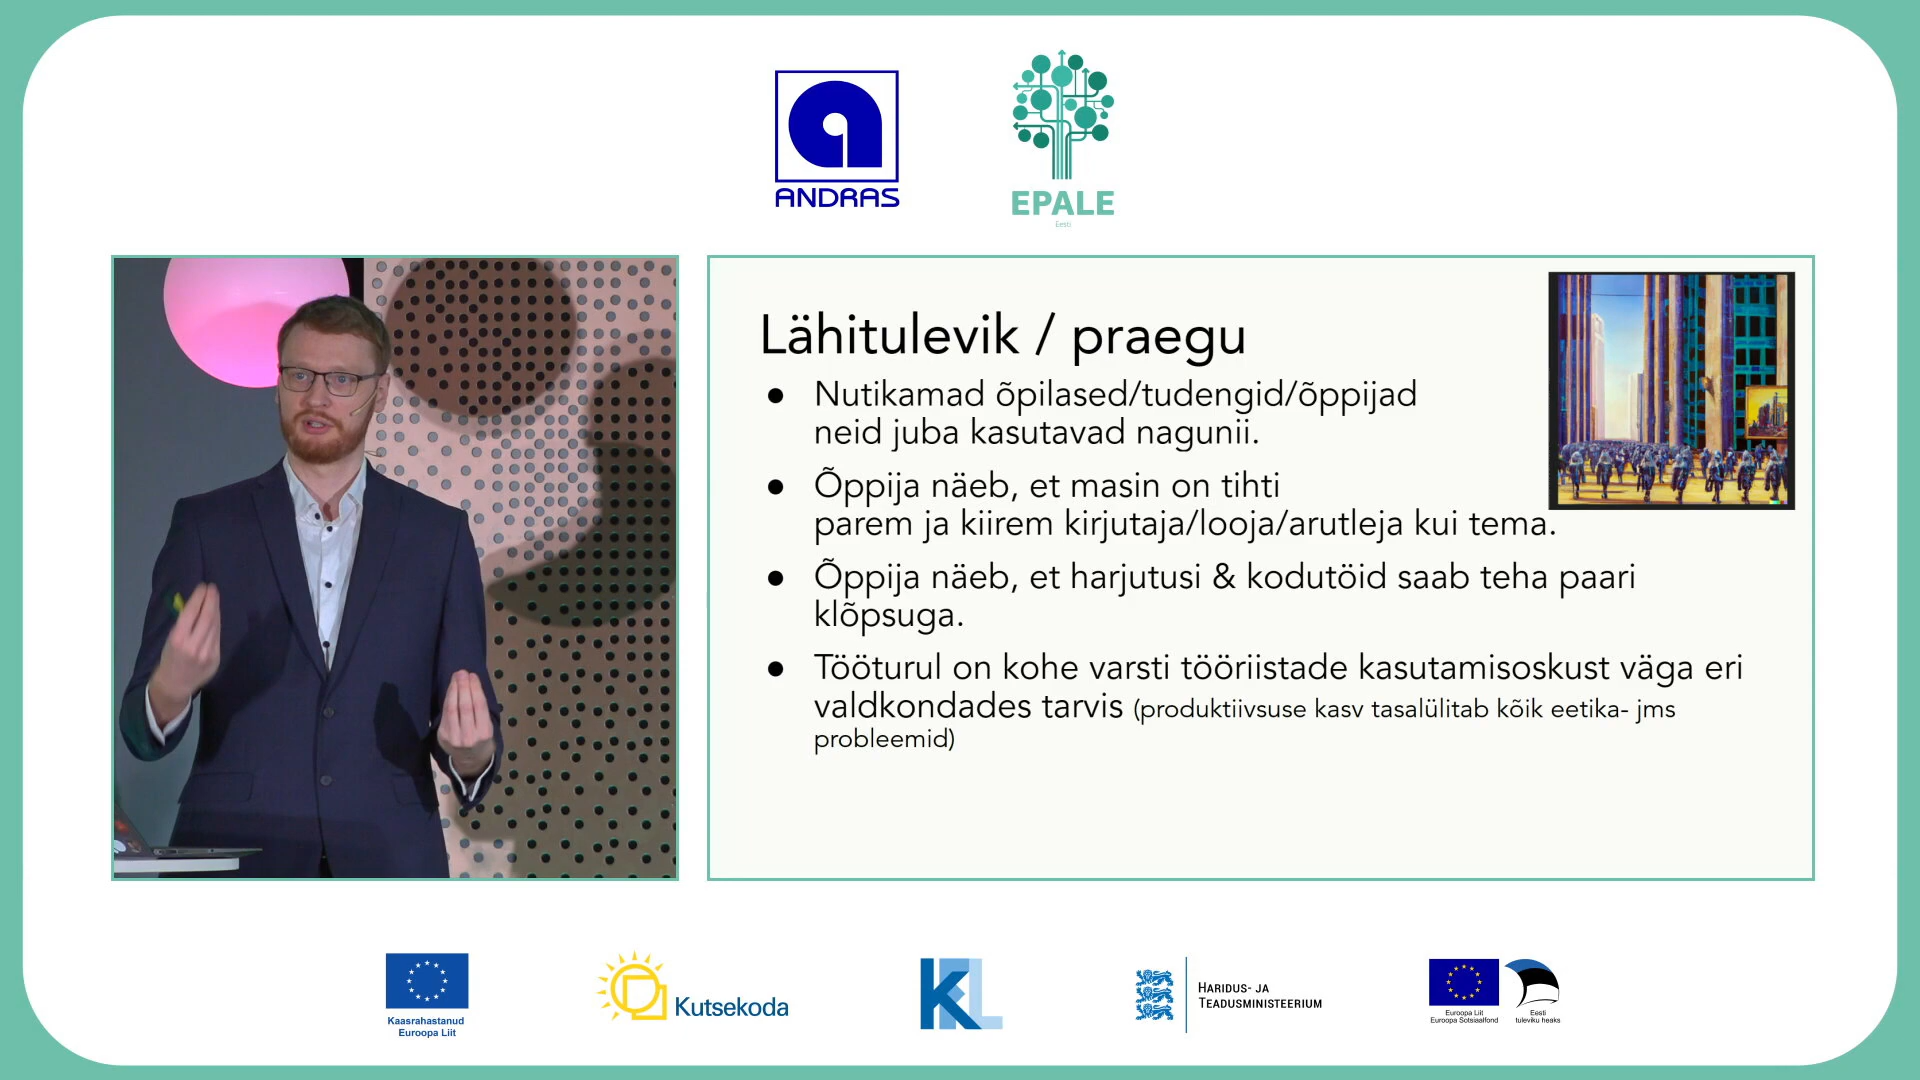 ANDRAS
EPALE
Eesti
Lähitulevik / praegu
● Nutikamad õpilased/tudengid/õppijad
neid juba kasutavad nagunii.
● Õppija näeb, et masin on tihti
parem ja kiirem kirjutaja/looja/arutleja kui tema.
● Õppija näeb, et harjutusi & kodutöid saab teha paari
klõpsuga.
● Tööturul on kohe varsti tööriistade kasutamisoskust väga eri
valdkondades tarvis (produktiivsuse kasv tasalülitab kõik eetika- jms
probleemid)
Kaasrahastanud
Euroopa Liit
Kutsekoda
KL
HARIDUS- JA
TEADUSMINISTEERIUM
Euroopa Liit
Euroopa Sotsiaalfond
Eesti
tuleviku heaks